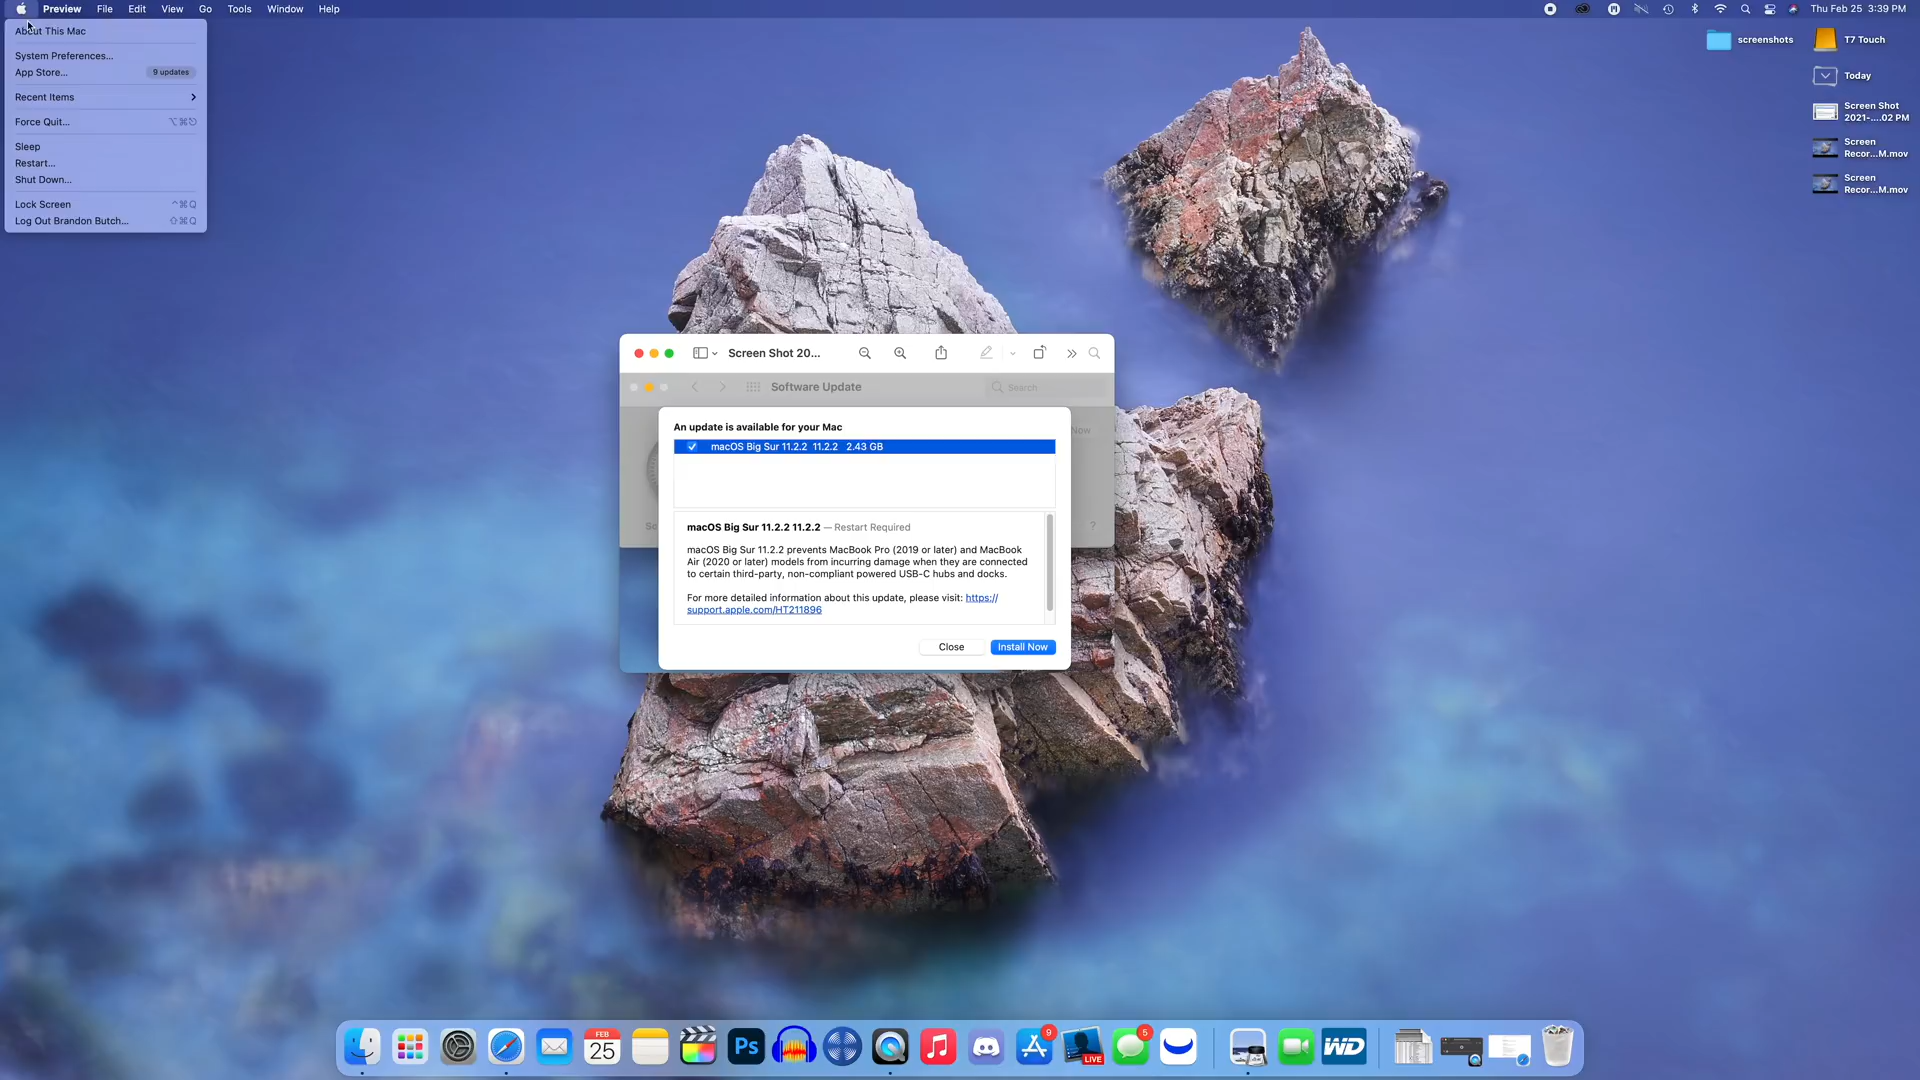 Preview File Edit View Go Tools Window Help
Thu Feb 25 3:39 PM
About This Mac
System Preferences...
App Store... 9 updates
Recent Items
Force Quit... ⌥⌘⎋
Sleep
Restart...
Shut Down...
Lock Screen ^⌘Q
Log Out Brandon Butch... ⇧⌘Q
screenshots
T7 Touch
Today
Screen Shot
2021-....02 PM
Screen
Recor...M.mov
Screen
Recor...M.mov
Screen Shot 20...
Software Update
Search
Now
An update is available for your Mac
macOS Big Sur 11.2.2 11.2.2 2.43 GB
So
?
macOS Big Sur 11.2.2 11.2.2 — Restart Required
macOS Big Sur 11.2.2 prevents MacBook Pro (2019 or later) and MacBook
Air (2020 or later) models from incurring damage when they are connected
to certain third-party, non-compliant powered USB-C hubs and docks.
For more detailed information about this update, please visit: https://
support.apple.com/HT211896
Close
Install Now
FEB
25
Ps
9
LIVE
5
WD